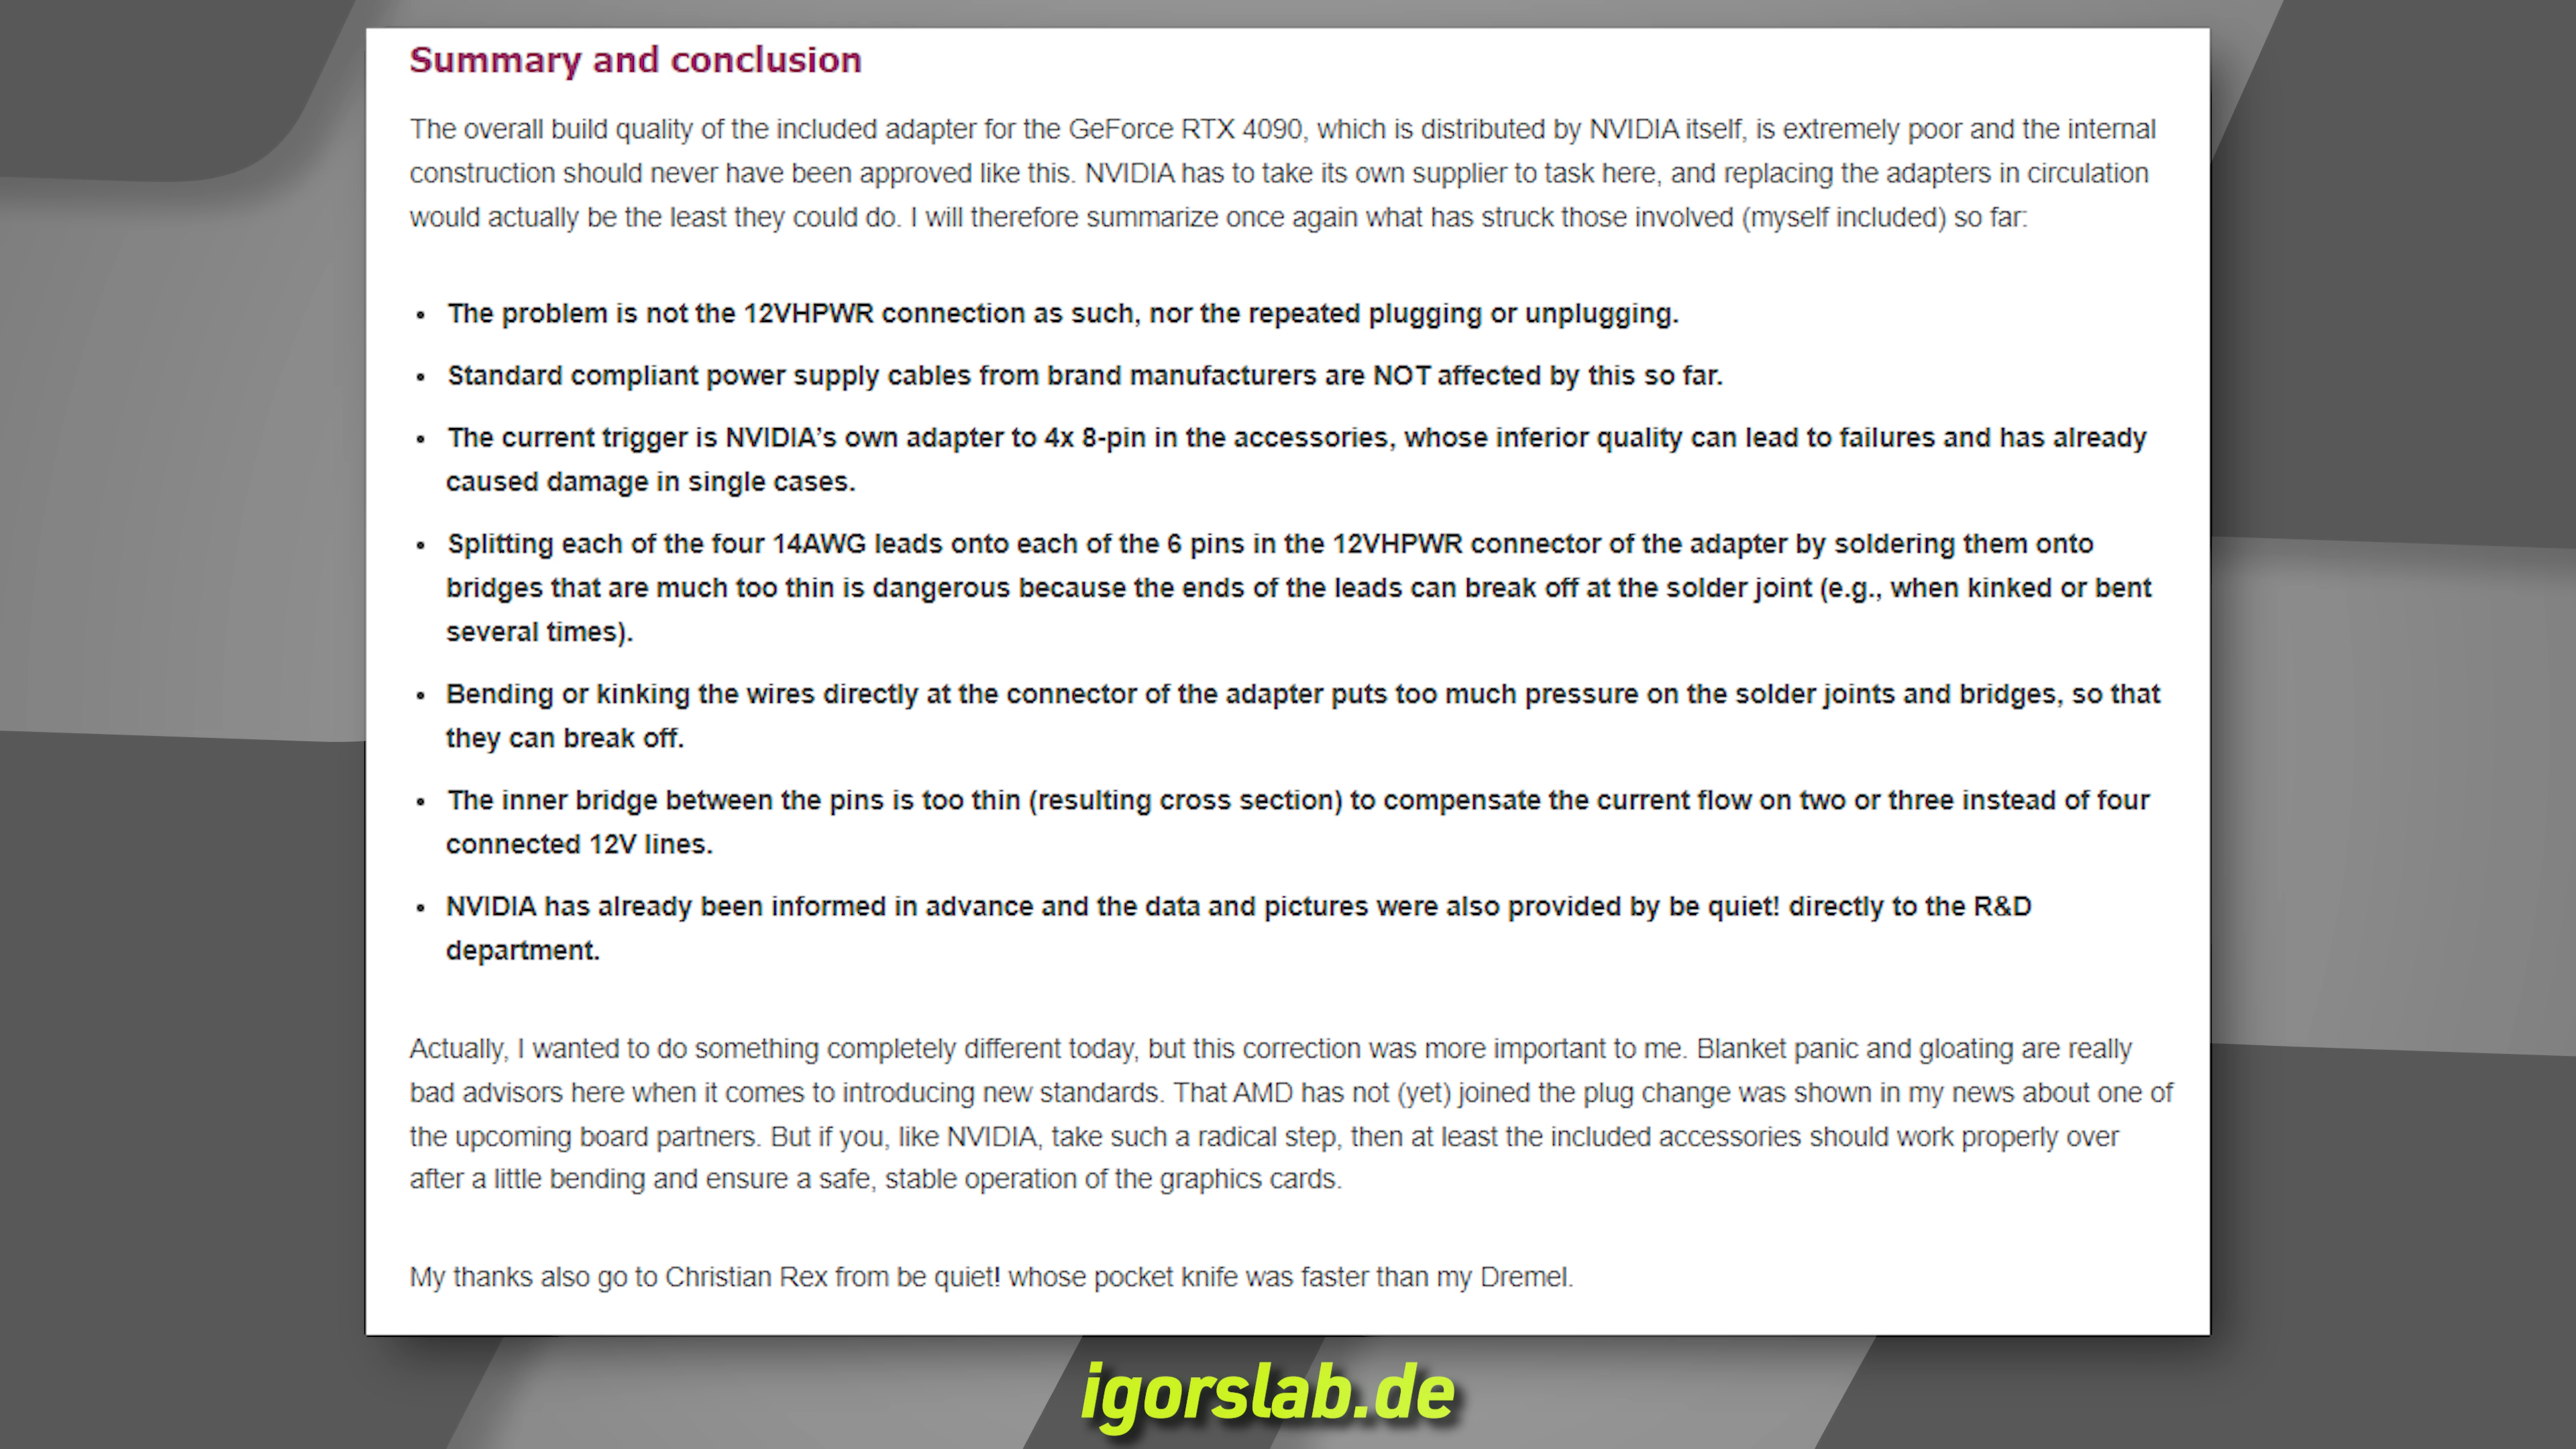 Summary and conclusion
The overall build quality of the included adapter for the GeForce RTX 4090, which is distributed by NVIDIA itself, is extremely poor and the internal
construction should never have been approved like this. NVIDIA has to take its own supplier to task here, and replacing the adapters in circulation
would actually be the least they could do. I will therefore summarize once again what has struck those involved (myself included) so far:
• The problem is not the 12VHPWR connection as such, nor the repeated plugging or unplugging.
• Standard compliant power supply cables from brand manufacturers are NOT affected by this so far.
• The current trigger is NVIDIA's own adapter to 4x 8-pin in the accessories, whose inferior quality can lead to failures and has already
caused damage in single cases.
• Splitting each of the four 14AWG leads onto each of the 6 pins in the 12VHPWR connector of the adapter by soldering them onto
bridges that are much too thin is dangerous because the ends of the leads can break off at the solder joint (e.g., when kinked or bent
several times).
• Bending or kinking the wires directly at the connector of the adapter puts too much pressure on the solder joints and bridges, so that
they can break off.
• The inner bridge between the pins is too thin (resulting cross section) to compensate the current flow on two or three instead of four
connected 12V lines.
• NVIDIA has already been informed in advance and the data and pictures were also provided by be quiet! directly to the R&D
department.
Actually, I wanted to do something completely different today, but this correction was more important to me. Blanket panic and gloating are really
bad advisors here when it comes to introducing new standards. That AMD has not (yet) joined the plug change was shown in my news about one of
the upcoming board partners. But if you, like NVIDIA, take such a radical step, then at least the included accessories should work properly over
after a little bending and ensure a safe, stable operation of the graphics cards.
My thanks also go to Christian Rex from be quiet! whose pocket knife was faster than my Dremel.
igorslab.de